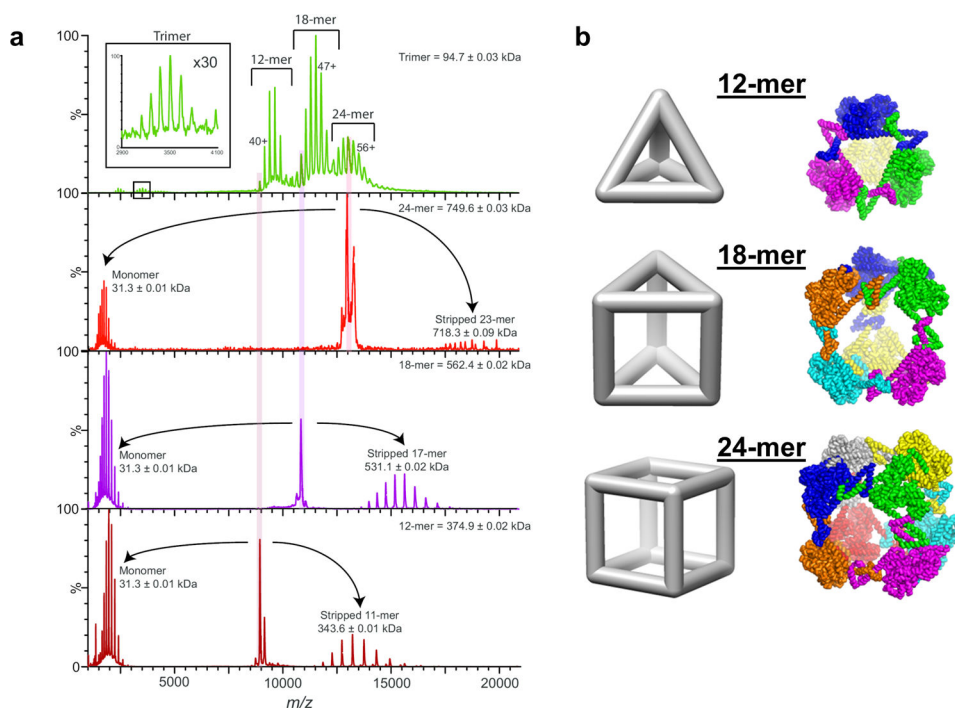 a
b
Trimer
x30
100
0
2900
3500
4100
18-mer
12-mer
24-mer
47+
40+
56+
Trimer = 94.7 ± 0.03 kDa
100
%
100
24-mer = 749.6 ± 0.03 kDa
Monomer
31.3 ± 0.01 kDa
Stripped 23-mer
718.3 ± 0.09 kDa
%
100
18-mer = 562.4 ± 0.02 kDa
Monomer
31.3 ± 0.01 kDa
Stripped 17-mer
531.1 ± 0.02 kDa
%
100
12-mer = 374.9 ± 0.02 kDa
Monomer
31.3 ± 0.01 kDa
Stripped 11-mer
343.6 ± 0.01 kDa
%
0
5000
10000
15000
20000
m/z
12-mer
18-mer
24-mer